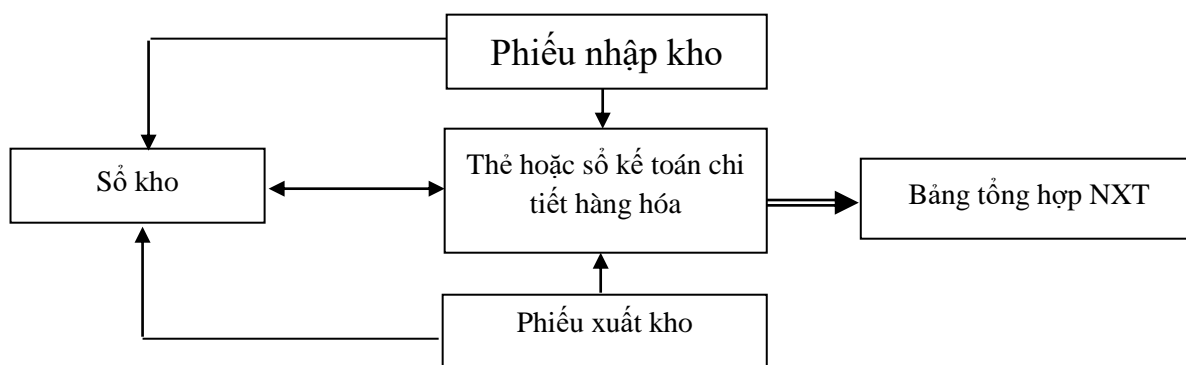 Phiếu nhập kho
Sổ kho
Thẻ hoặc sổ kế toán chi
tiết hàng hóa
Bảng tổng hợp NXT
Phiếu xuất kho